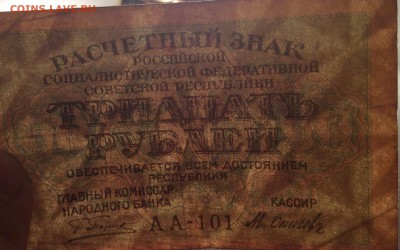 COINS.LAVE.RU
РАСЧЕТНЫЙ ЗНАК
РОССИЙСКОЙ
СОЦИАЛИСТИЧЕСКОЙ ФЕДЕРАТИВНОЙ
СОВЕТСКОЙ РЕСПУБЛИКИ
ТРИДЦАТЬ
РУБЛЕЙ
ОБЕСПЕЧИВАЕТСЯ ВСЕМ ДОСТОЯНИЕМ
РЕСПУБЛИКИ
ГЛАВНЫЙ КОМИССАР
НАРОДНОГО БАНКА
КАССИР
АА-101